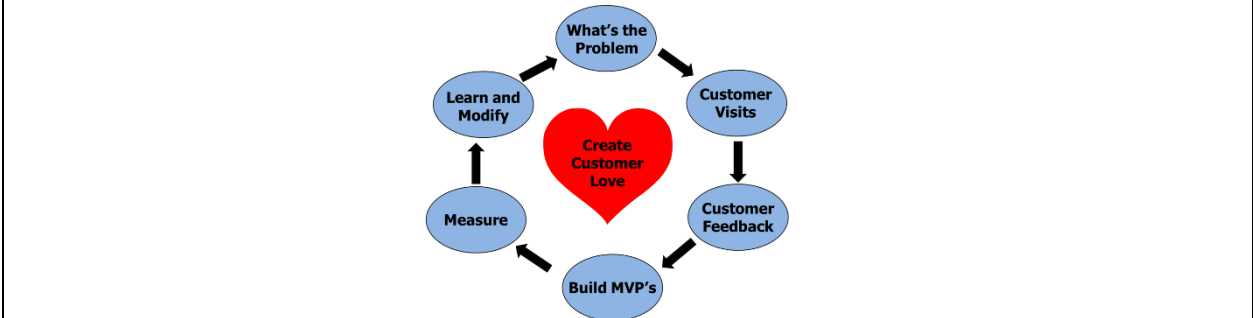 What's the
Problem
Customer
Visits
Customer
Feedback
Build MVP's
Measure
Learn and
Modify
Create
Customer
Love